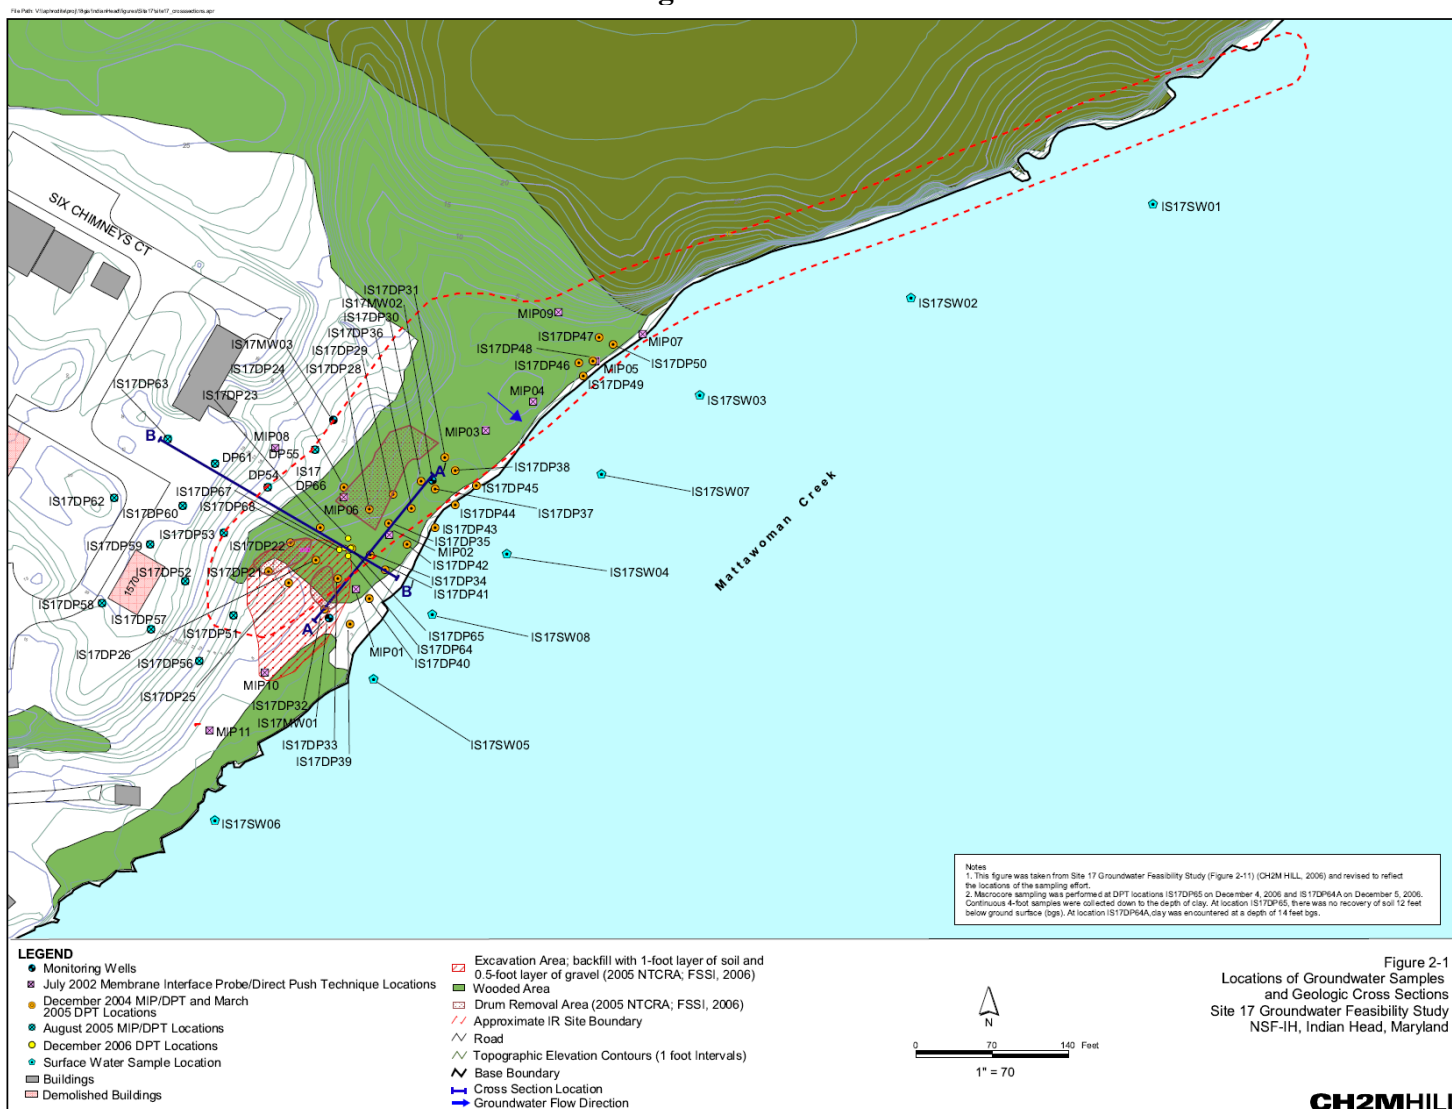 SIX CHIMNEYS CT
IS17DP31
IS17MW02
IS17DP30
IS17DP36
IS17MW03
IS17DP29
IS17DP24
IS17DP28
IS17DP63
IS17DP23
MIP09
IS17DP47
MIP07
IS17DP48
IS17DP50
IS17DP46
MIP05
IS17DP49
MIP04
MIP03
IS17SW01
IS17SW02
IS17SW03
IS17SW07
IS17SW04
IS17SW08
IS17SW05
IS17SW06
Mattawoman Creek
B
MIP08
DP55
DP61
DP54
IS17
DP66
IS17DP67
IS17DP68
IS17DP62
IS17DP60
IS17DP53
IS17DP59
IS17DP22
IS17DP52
IS17DP21
1570
IS17DP58
IS17DP57
IS17DP51
IS17DP26
IS17DP56
IS17DP25
MIP10
MIP11
MIP06
A
IS17DP38
IS17DP45
IS17DP44
IS17DP37
IS17DP43
IS17DP35
MIP02
IS17DP42
IS17DP34
IS17DP41
B
A
IS17DP65
IS17DP64
IS17DP40
MIP01
IS17DP32
IS17MW01
IS17DP33
IS17DP39
Notes
1. This figure was taken from Site 17 Groundwater Feasibility Study (Figure 2-11) (CH2M HILL, 2006) and revised to reflect
the locations of the sampling effort.
2. Macrocore sampling was performed at DPT locations IS17DP65 on December 4, 2006 and IS17DP64A on December 5, 2006.
Continuous 4-foot samples were collected down to the depth of clay. At location IS17DP65, there was no recovery of soil 12 feet
below ground surface (bgs). At location IS17DP64A, clay was encountered at a depth of 14 feet bgs.
LEGEND
Monitoring Wells
July 2002 Membrane Interface Probe/Direct Push Technique Locations
December 2004 MIP/DPT and March
2005 DPT Locations
August 2005 MIP/DPT Locations
December 2006 DPT Locations
Surface Water Sample Location
Buildings
Demolished Buildings
Excavation Area; backfill with 1-foot layer of soil and
0.5-foot layer of gravel (2005 NTCRA; FSSI, 2006)
Wooded Area
Drum Removal Area (2005 NTCRA; FSSI, 2006)
Approximate IR Site Boundary
Road
Topographic Elevation Contours (1 foot Intervals)
Base Boundary
Cross Section Location
Groundwater Flow Direction
N
0 70 140 Feet
1" = 70
Figure 2-1
Locations of Groundwater Samples
and Geologic Cross Sections
Site 17 Groundwater Feasibility Study
NSF-IH, Indian Head, Maryland
CH2MHILL